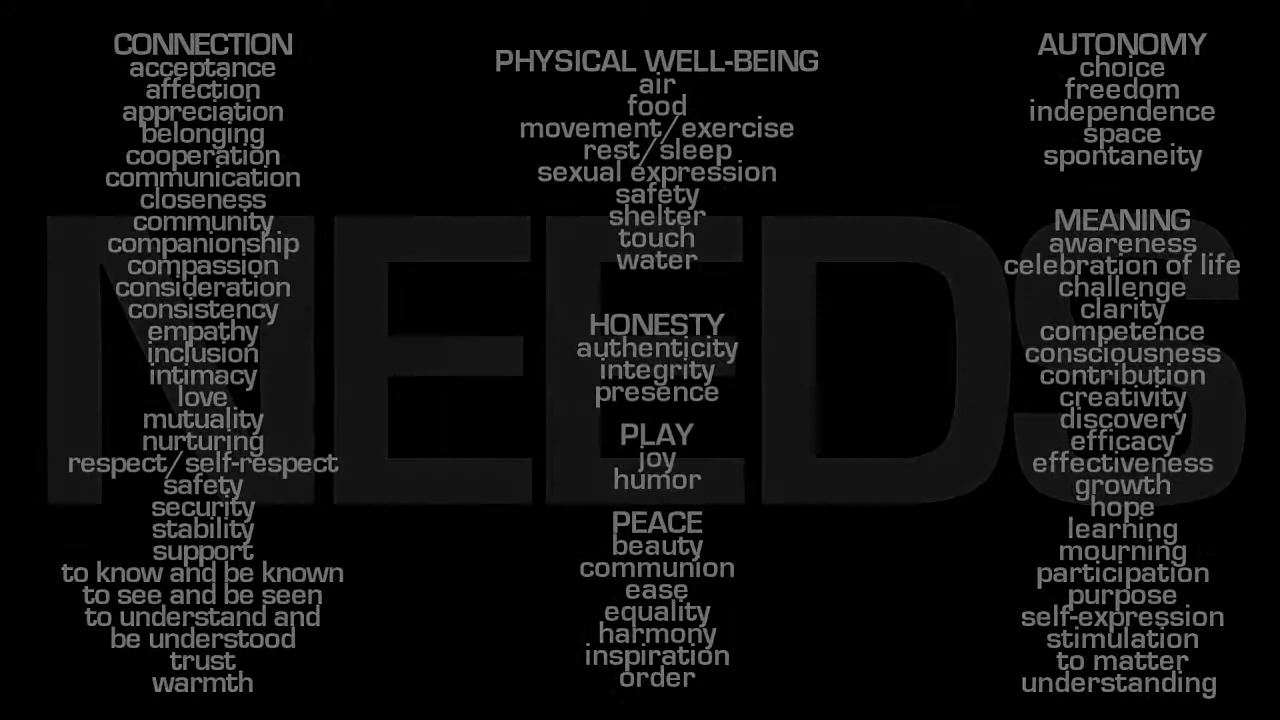 NEEDS
CONNECTION
acceptance
affection
appreciation
belonging
cooperation
communication
closeness
community
companionship
compassion
consideration
consistency
empathy
inclusion
intimacy
love
mutuality
nurturing
respect/self-respect
safety
security
stability
support
to know and be known
to see and be seen
to understand and
be understood
trust
warmth
PHYSICAL WELL-BEING
air
food
movement/exercise
rest/sleep
sexual expression
safety
shelter
touch
water
HONESTY
authenticity
integrity
presence
PLAY
joy
humor
PEACE
beauty
communion
ease
equality
harmony
inspiration
order
AUTONOMY
choice
freedom
independence
space
spontaneity
MEANING
awareness
celebration of life
challenge
clarity
competence
consciousness
contribution
creativity
discovery
efficacy
effectiveness
growth
hope
learning
mourning
participation
purpose
self-expression
stimulation
to matter
understanding